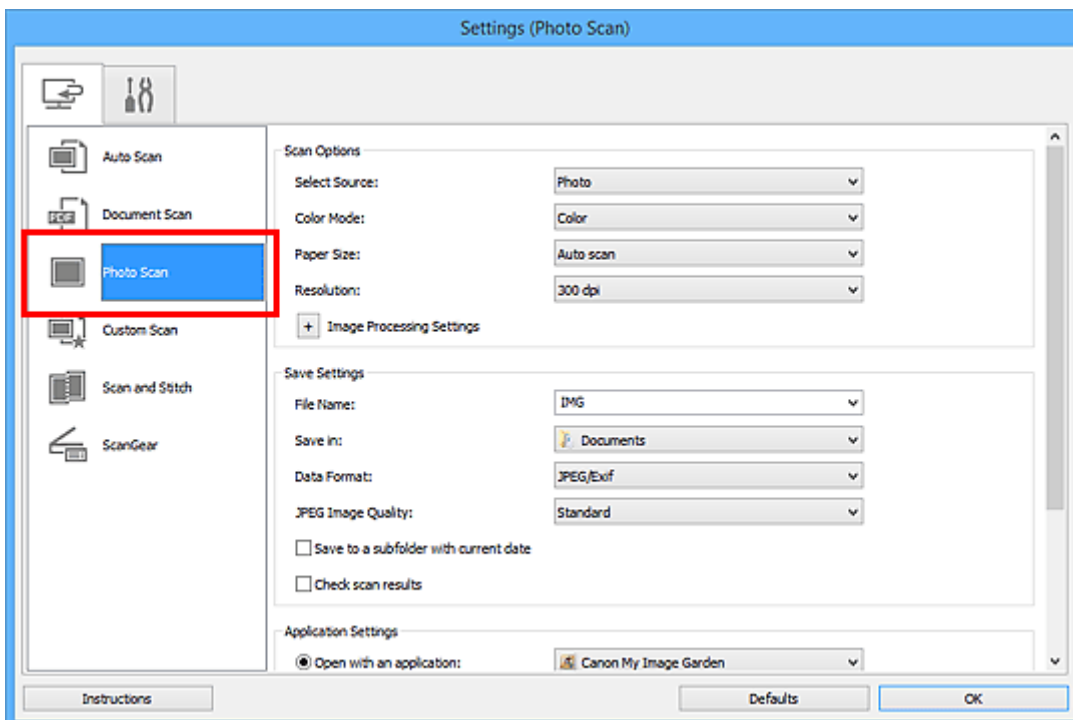 Settings (Photo Scan)
Auto Scan
PDF
Document Scan
Photo Scan
Custom Scan
Scan and Stitch
ScanGear
Scan Options
Select Source: Photo
Color Mode: Color
Paper Size: Auto scan
Resolution: 300 dpi
+ Image Processing Settings
Save Settings
File Name: IMG
Save in: Documents
Data Format: JPEG/Exif
JPEG Image Quality: Standard
Save to a subfolder with current date
Check scan results
Application Settings
Open with an application: Canon My Image Garden
Instructions Defaults OK